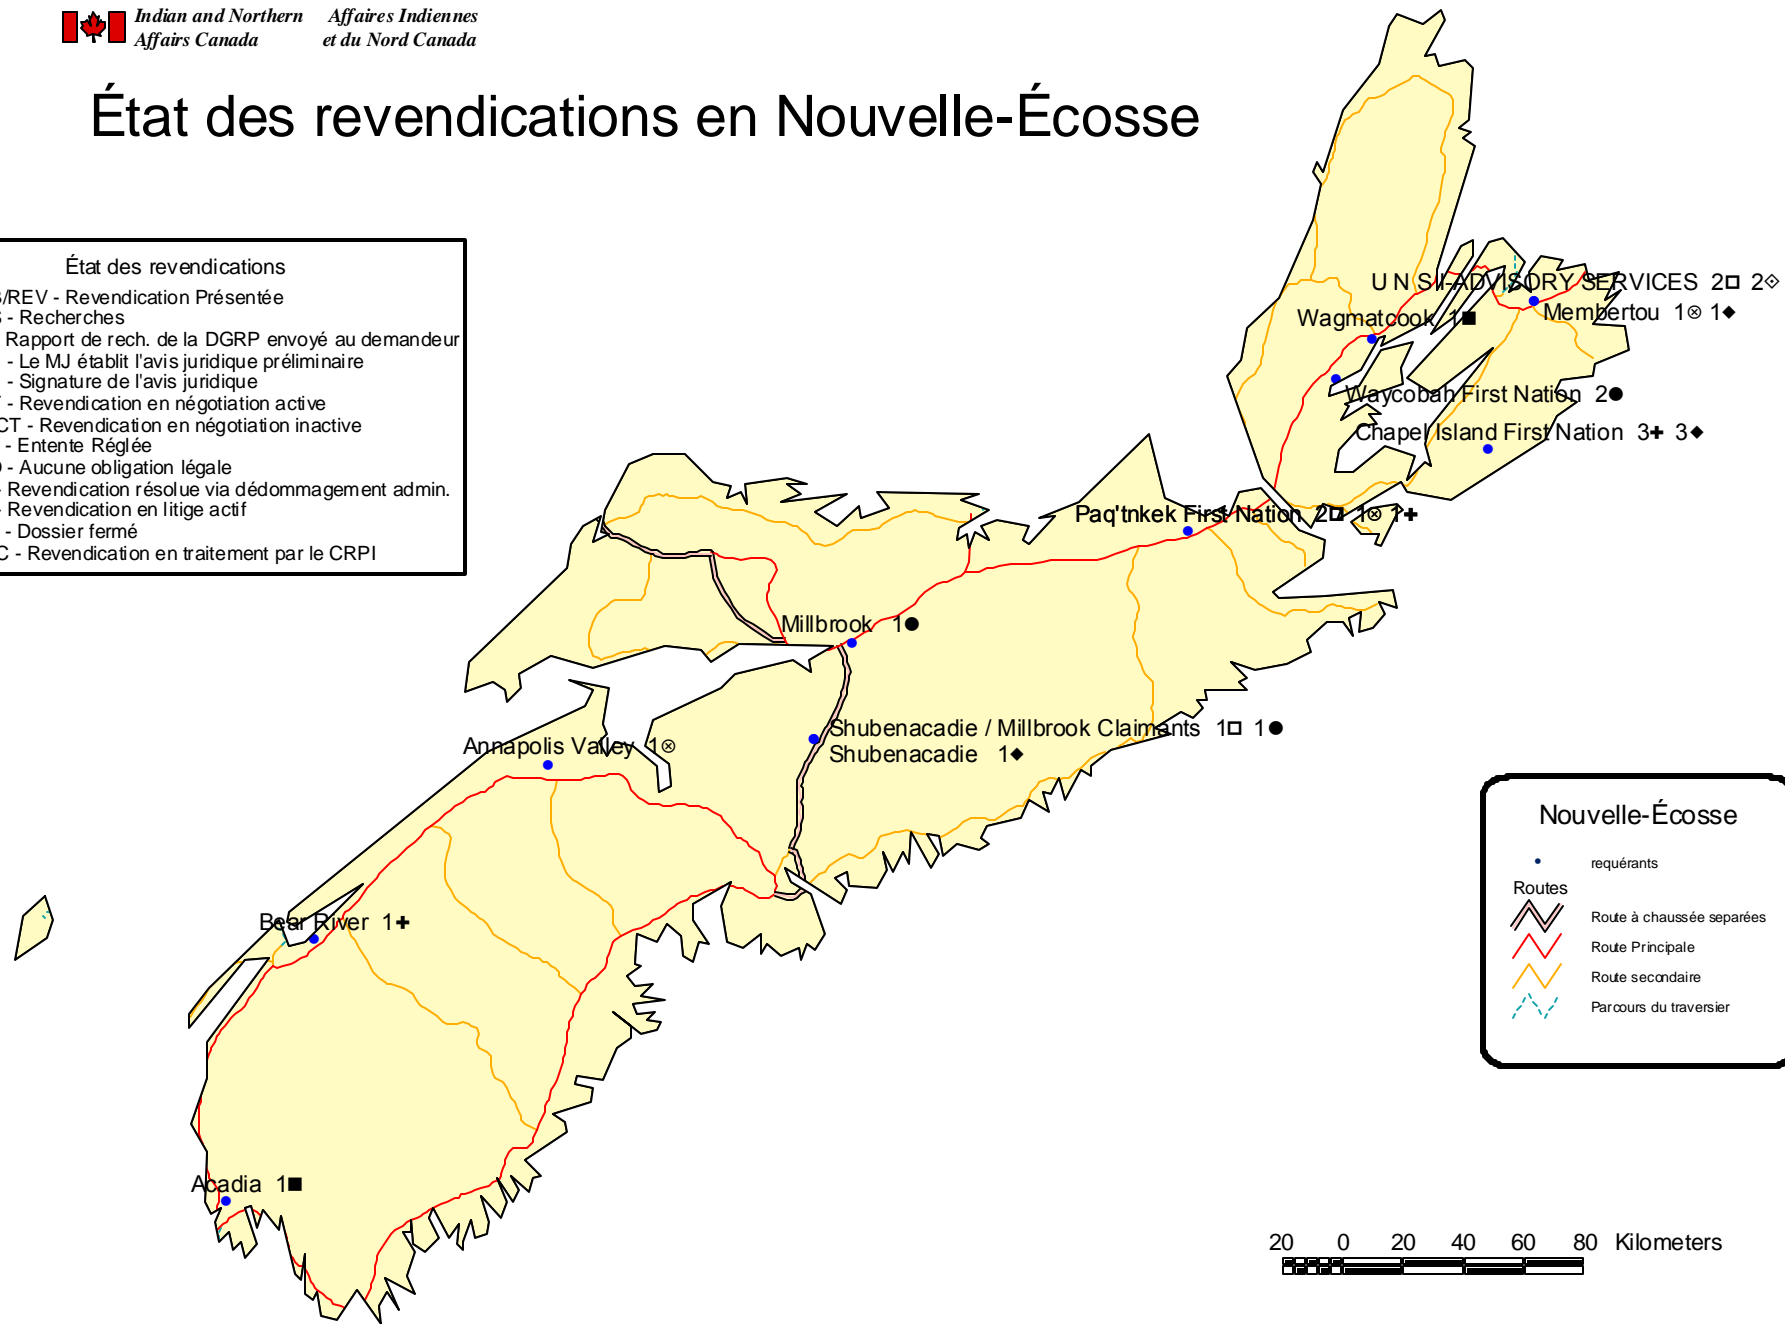 Indian and Northern Affaires Indiennes
Affairs Canada et du Nord Canada
État des revendications en Nouvelle-Écosse
État des revendications
/REV - Revendication Présentée
- Recherches
Rapport de rech. de la DGRP envoyé au demandeur
- Le MJ établit l'avis juridique préliminaire
- Signature de l'avis juridique
- Revendication en négotiation active
CT - Revendication en négotiation inactive
- Entente Réglée
- Aucune obligation légale
- Revendication résolue via dédommagement admin.
- Revendication en litige actif
- Dossier fermé
C - Revendication en traitement par le CRPI
U N S I-ADVISORY SERVICES 2□ 2◇
Membertou 1⊗ 1◆
Wagmatcook 1■
Waycobah First Nation 2●
Chapel Island First Nation 3✚ 3◆
Paq'tnkek First Nation 2□ 1⊗ 1✚
Millbrook 1●
Shubenacadie / Millbrook Claimants 1□ 1●
Shubenacadie 1◆
Annapolis Valley 1⊗
Bear River 1✚
Acadia 1■
Nouvelle-Écosse
requérants
Routes
Route à chaussée separées
Route Principale
Route secondaire
Parcours du traversier
20 0 20 40 60 80 Kilometers